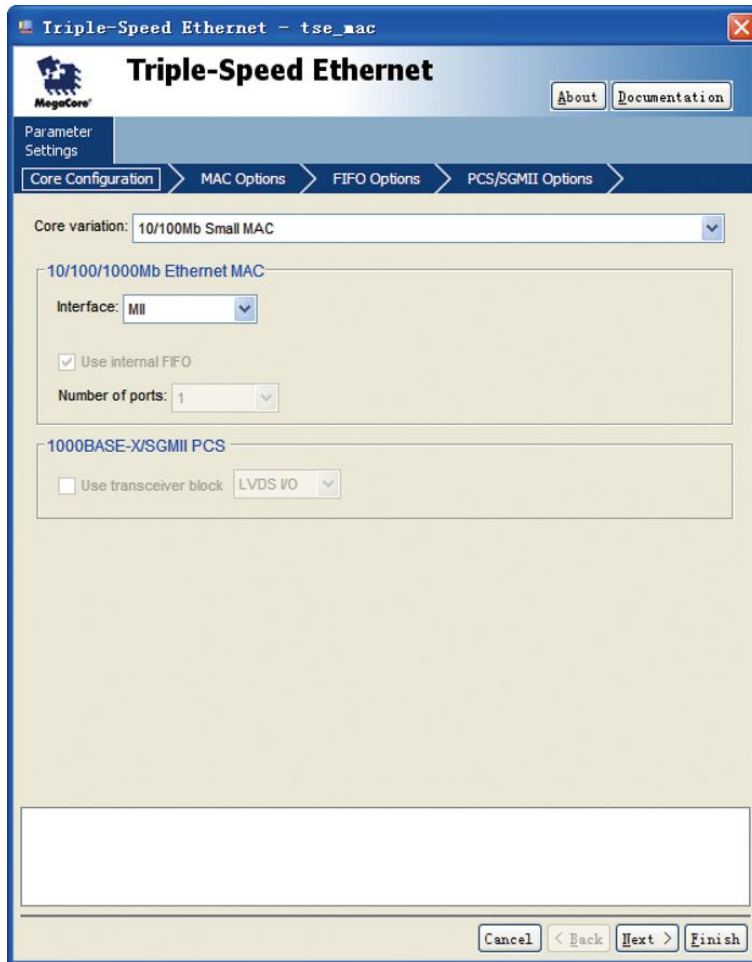 Triple-Speed Ethernet - tse_mac
MegaCore®
Triple-Speed Ethernet
About Documentation
Parameter
Settings
Core Configuration MAC Options FIFO Options PCS/SGMII Options
Core variation: 10/100Mb Small MAC
10/100/1000Mb Ethernet MAC
Interface: MII
Use internal FIFO
Number of ports: 1
1000BASE-X/SGMII PCS
Use transceiver block LVDS I/O
Cancel < Back Next > Finish